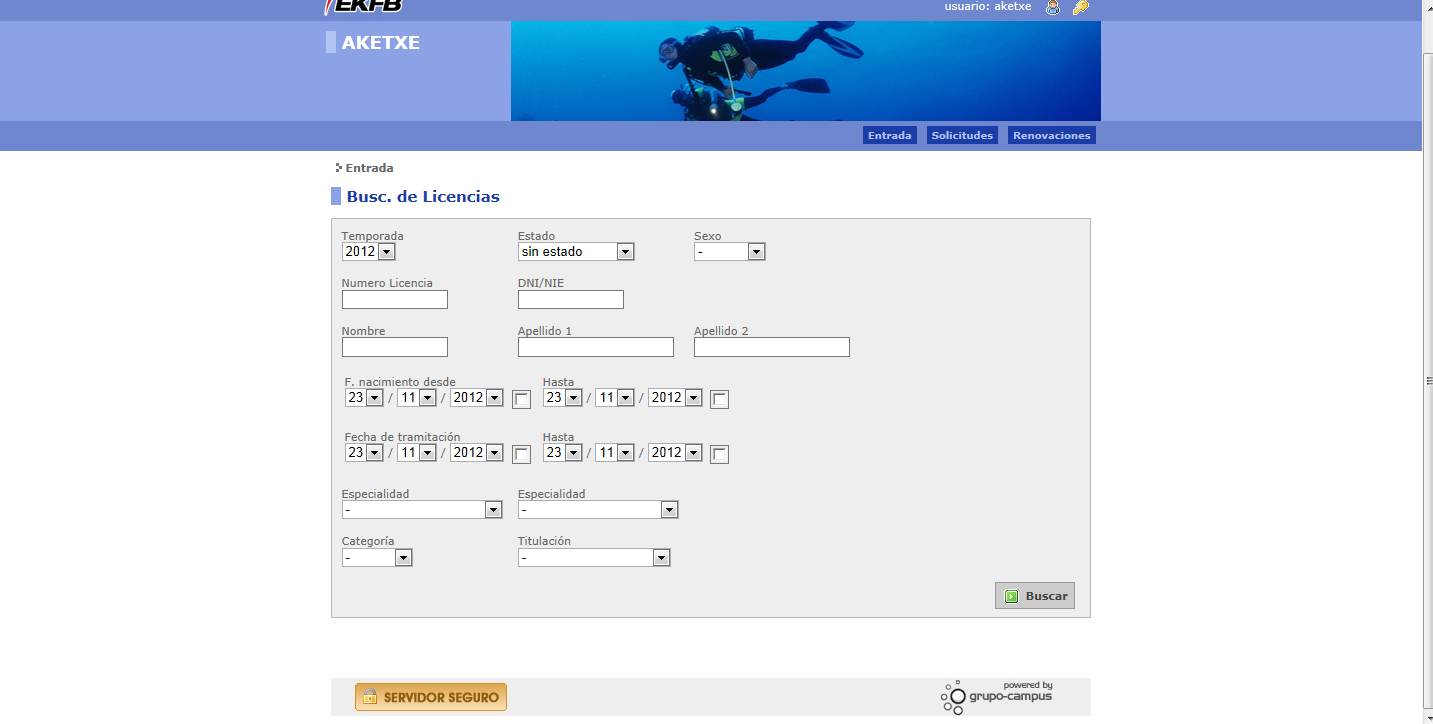 EKFB
usuario: aketxe
AKETXE
Entrada Solicitudes Renovaciones
Entrada
Busc. de Licencias
Temporada Estado Sexo
2012 sin estado -
Numero Licencia DNI/NIE
Nombre Apellido 1 Apellido 2
F. nacimiento desde Hasta
23 / 11 / 2012 23 / 11 / 2012
Fecha de tramitación Hasta
23 / 11 / 2012 23 / 11 / 2012
Especialidad Especialidad
- -
Categoría Titulación
- -
Buscar
SERVIDOR SEGURO
powered by
grupo-campus